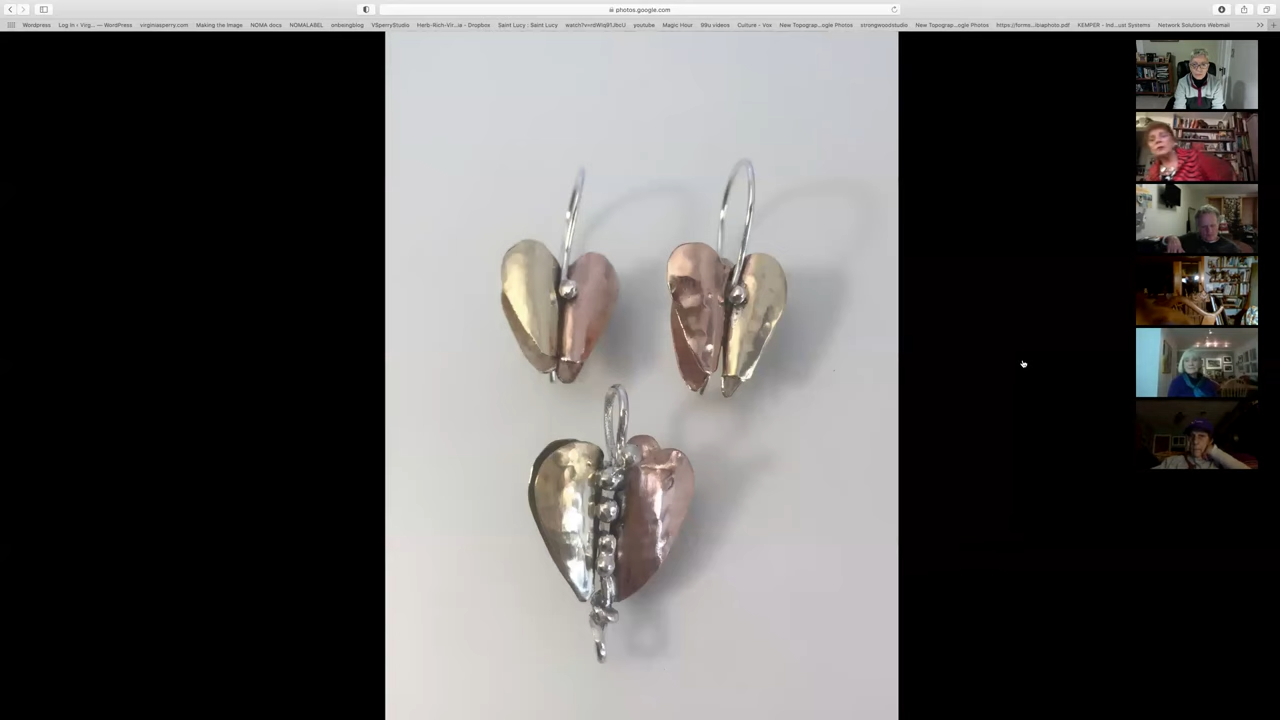 photos.google.com
Wordpress Log In ‹ Virg... — WordPress virginiasperry.com Making the Image NOMA docs NOMALABEL onbeongblog VSperryStudio Herb-Rich-Vir...ia – Dropbox Saint Lucy : Saint Lucy youtube Magic Hour 99u videos Culture - Vox New Topograp...ogle Photos strongwoodstudio New Topograp...ogle Photos KEMPER - Ind...ust Systems Network Solutions Webmail